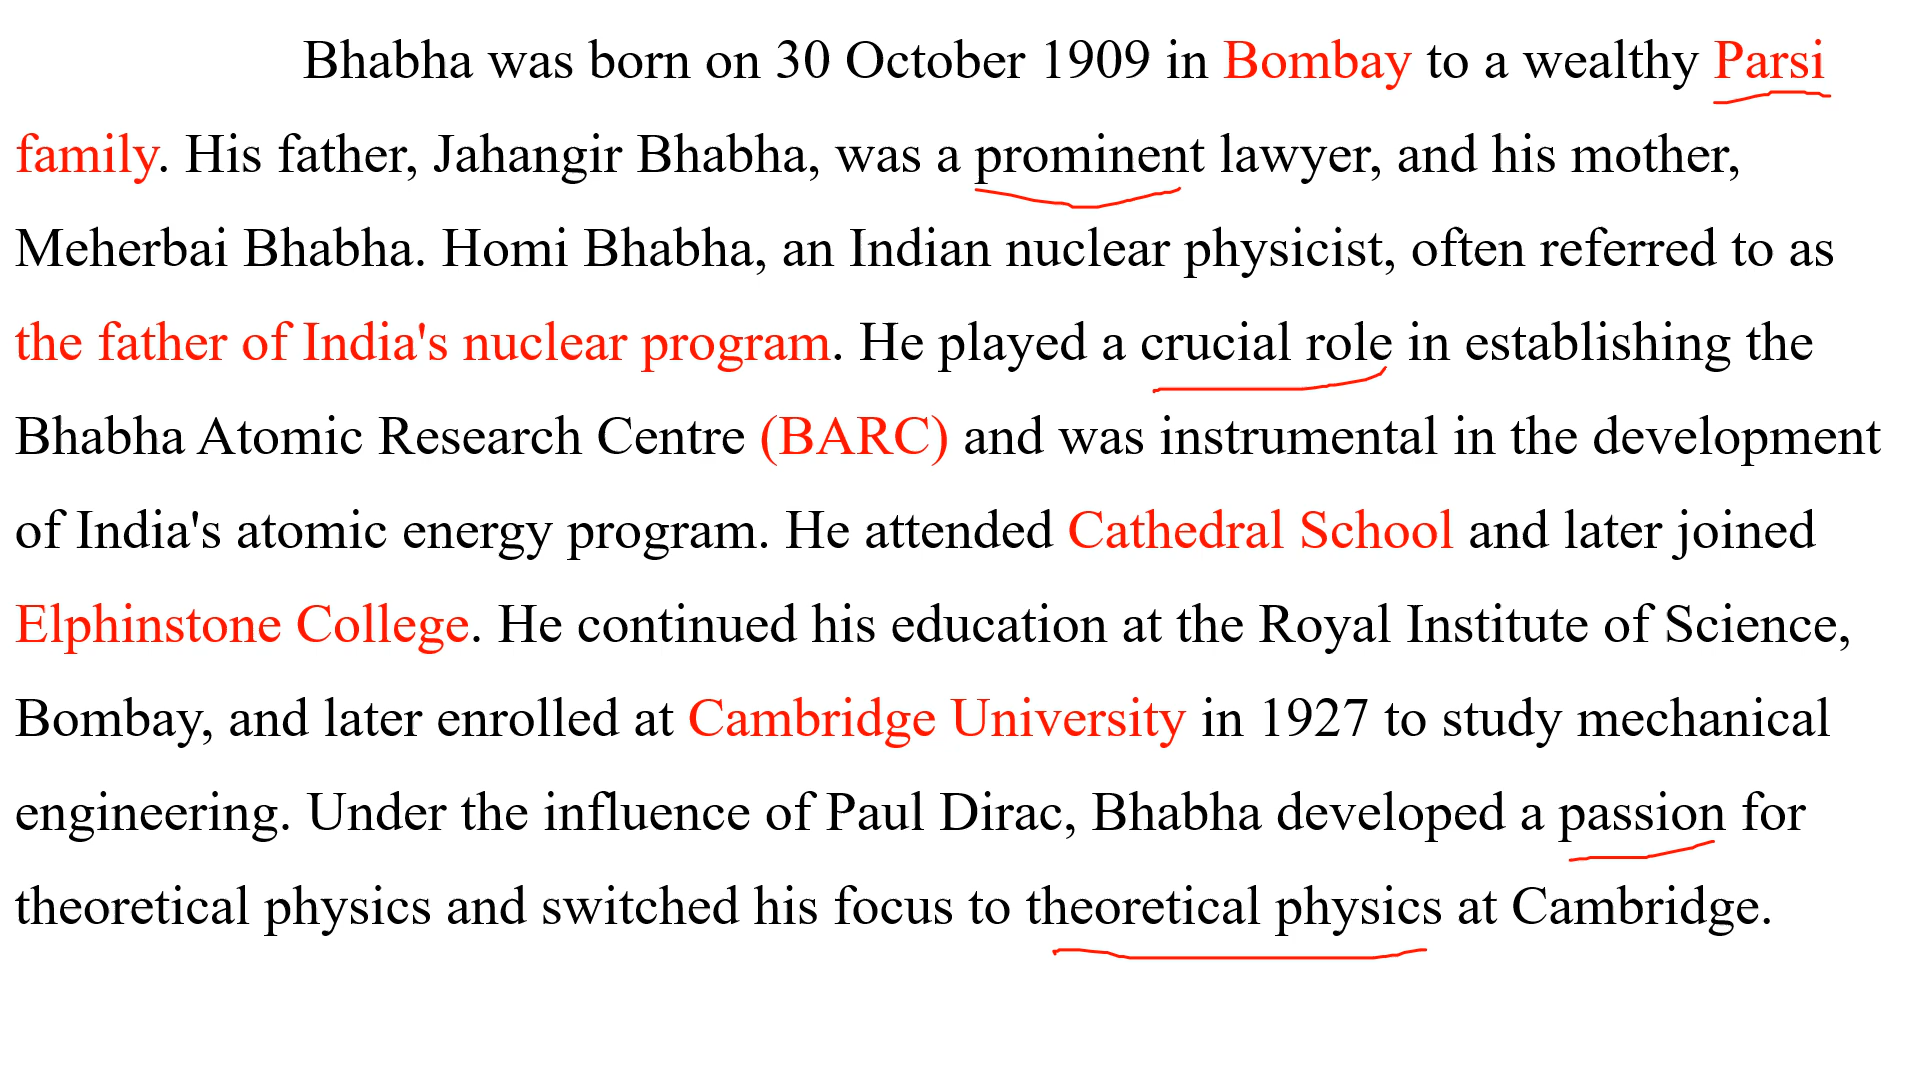 Bhabha was born on 30 October 1909 in Bombay to a wealthy Parsi
family. His father, Jahangir Bhabha, was a prominent lawyer, and his mother,
Meherbai Bhabha. Homi Bhabha, an Indian nuclear physicist, often referred to as
the father of India's nuclear program. He played a crucial role in establishing the
Bhabha Atomic Research Centre (BARC) and was instrumental in the development
of India's atomic energy program. He attended Cathedral School and later joined
Elphinstone College. He continued his education at the Royal Institute of Science,
Bombay, and later enrolled at Cambridge University in 1927 to study mechanical
engineering. Under the influence of Paul Dirac, Bhabha developed a passion for
theoretical physics and switched his focus to theoretical physics at Cambridge.